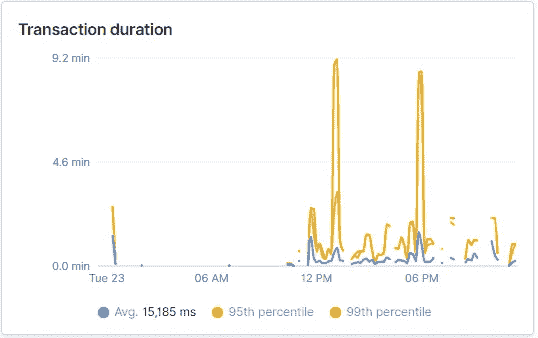 Transaction duration
9.2 min
4.6 min
0.0 min
Tue 23 06 AM 12 PM 06 PM
Avg. 15,185 ms 95th percentile 99th percentile